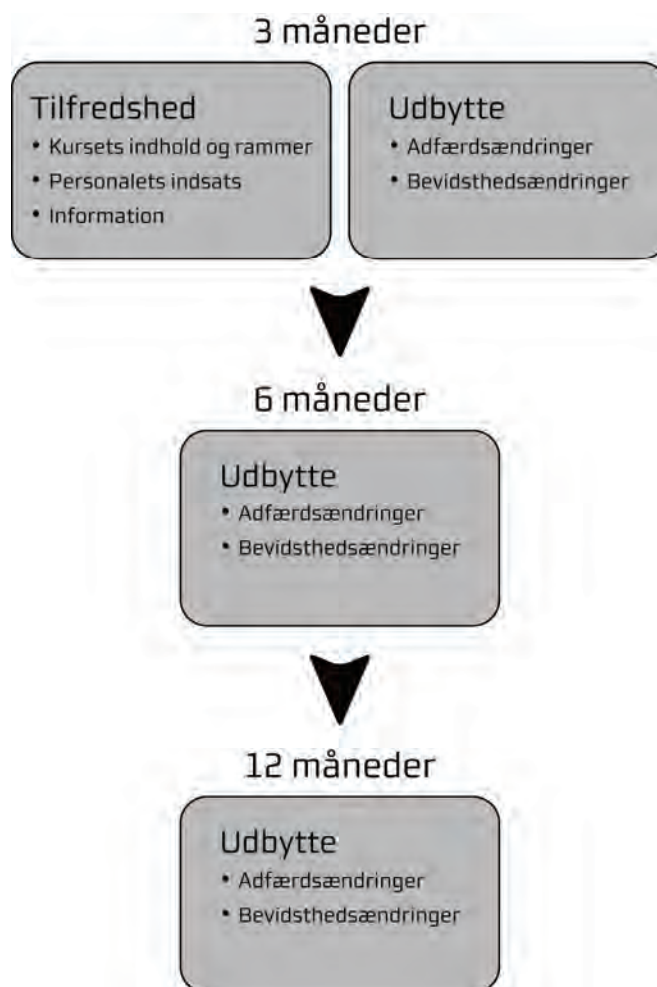 3 måneder
Tilfredshed
• Kursets indhold og rammer
• Personalets indsats
• Information
Udbytte
• Adfærdsændringer
• Bevidsthedsændringer
6 måneder
Udbytte
• Adfærdsændringer
• Bevidsthedsændringer
12 måneder
Udbytte
• Adfærdsændringer
• Bevidsthedsændringer